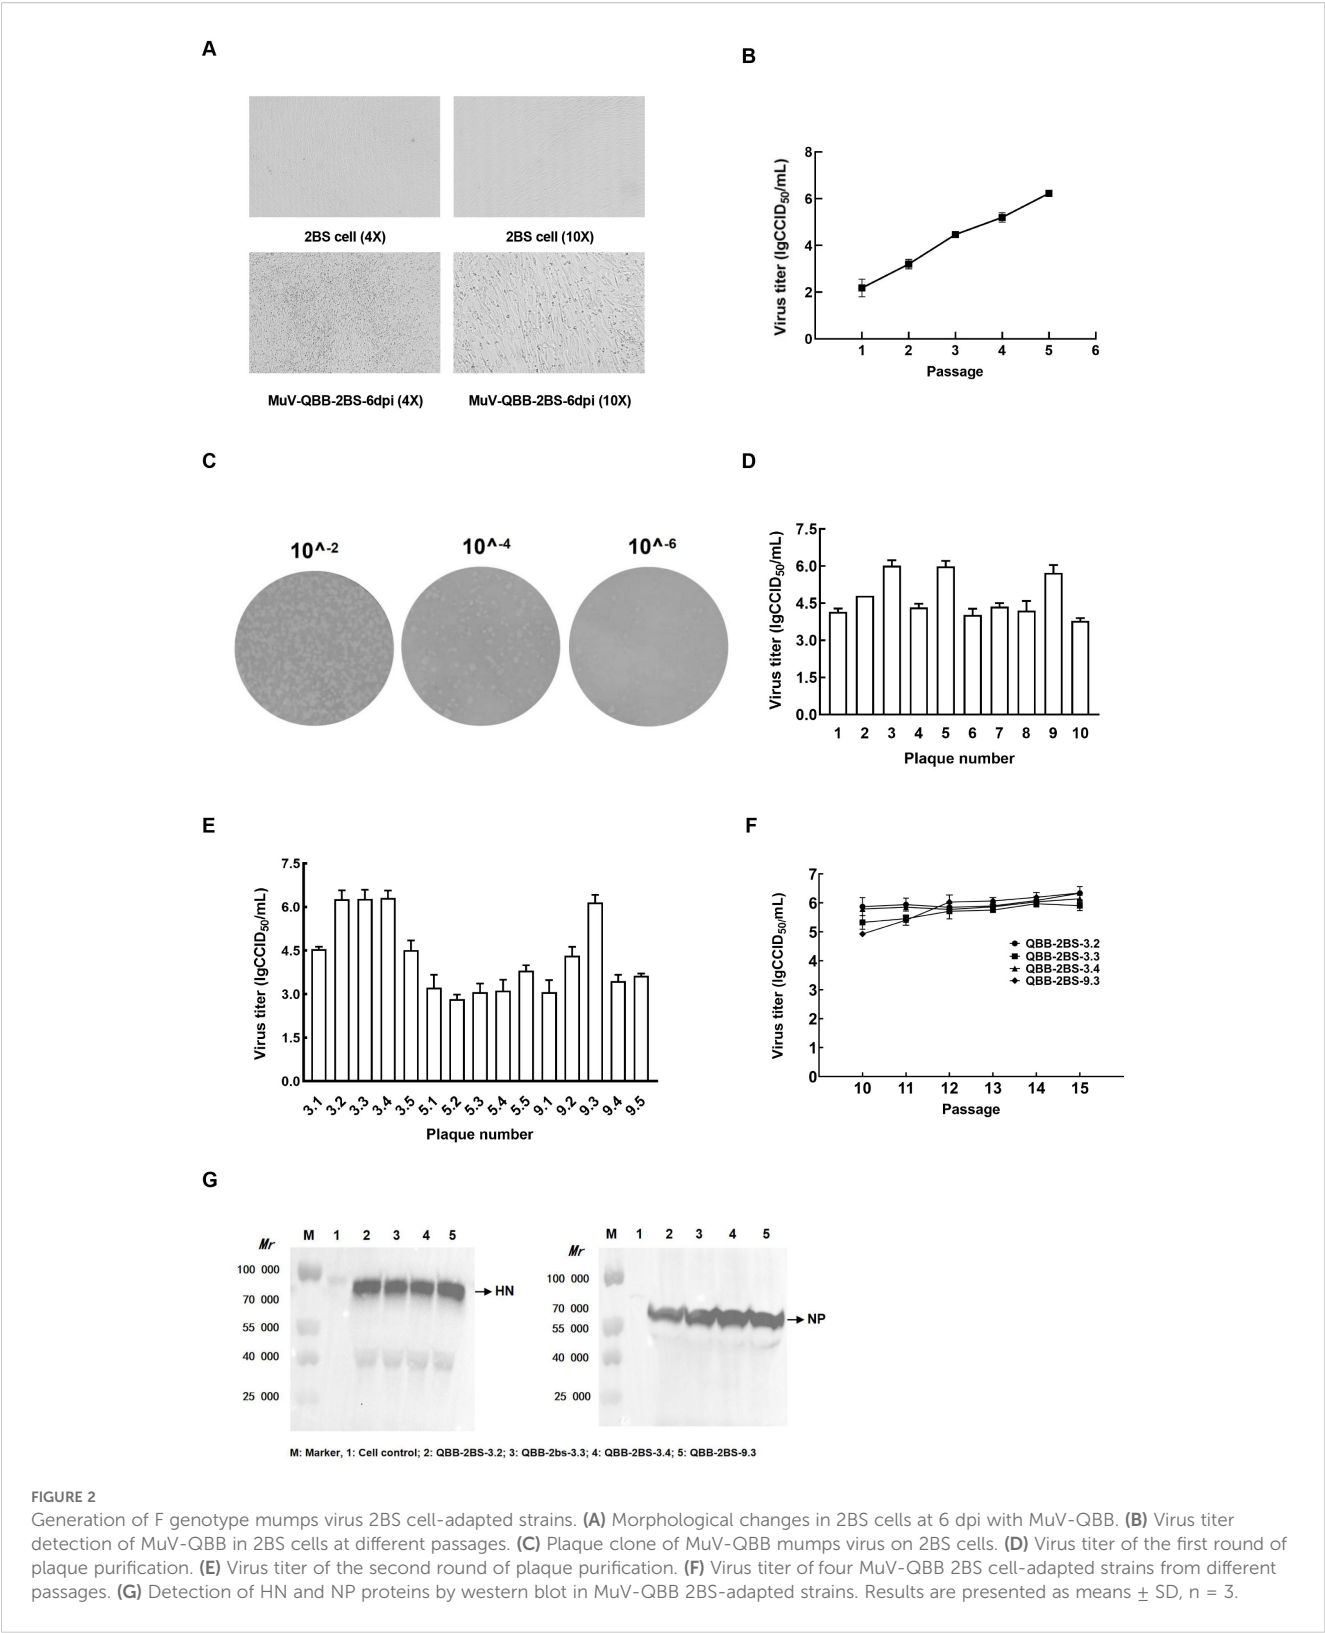 A
2BS cell (4X)
2BS cell (10X)
MuV-QBB-2BS-6dpi (4X)
MuV-QBB-2BS-6dpi (10X)
B
Virus titer (lgCCID50/mL)
8
6
4
2
0
1 2 3 4 5 6
Passage
C
10^-2
10^-4
10^-6
D
Virus titer (lgCCID50/mL)
7.5
6.0
4.5
3.0
1.5
0.0
1 2 3 4 5 6 7 8 9 10
Plaque number
E
Virus titer (lgCCID50/mL)
7.5
6.0
4.5
3.0
1.5
0.0
3.1 3.2 3.3 3.4 3.5 5.1 5.2 5.3 5.4 5.5 9.1 9.2 9.3 9.4 9.5
Plaque number
F
Virus titer (lgCCID50/mL)
7
6
5
4
3
2
1
0
QBB-2BS-3.2
QBB-2BS-3.3
QBB-2BS-3.4
QBB-2BS-9.3
10 11 12 13 14 15
Passage
G
Mr
M 1 2 3 4 5
100 000
70 000
55 000
40 000
25 000
HN
Mr
M 1 2 3 4 5
100 000
70 000
55 000
40 000
25 000
NP
M: Marker, 1: Cell control; 2: QBB-2BS-3.2; 3: QBB-2bs-3.3; 4: QBB-2BS-3.4; 5: QBB-2BS-9.3
FIGURE 2
Generation of F genotype mumps virus 2BS cell-adapted strains. (A) Morphological changes in 2BS cells at 6 dpi with MuV-QBB. (B) Virus titer
detection of MuV-QBB in 2BS cells at different passages. (C) Plaque clone of MuV-QBB mumps virus on 2BS cells. (D) Virus titer of the first round of
plaque purification. (E) Virus titer of the second round of plaque purification. (F) Virus titer of four MuV-QBB 2BS cell-adapted strains from different
passages. (G) Detection of HN and NP proteins by western blot in MuV-QBB 2BS-adapted strains. Results are presented as means ± SD, n = 3.